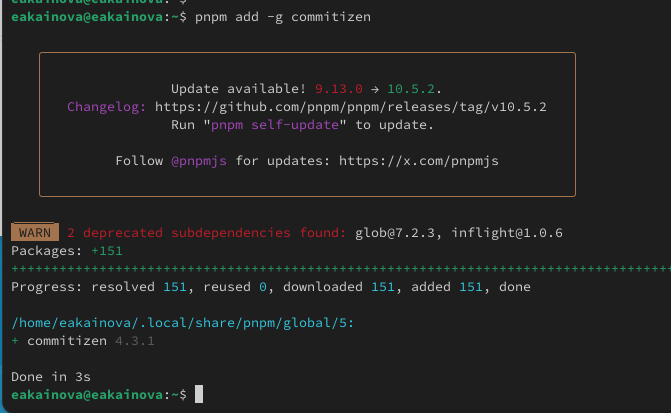 eakainova@eakainova:~$ pnpm add -g commitizen
Update available! 9.13.0 → 10.5.2.
Changelog: https://github.com/pnpm/pnpm/releases/tag/v10.5.2
Run "pnpm self-update" to update.
Follow @pnpmjs for updates: https://x.com/pnpmjs
WARN 2 deprecated subdependencies found: glob@7.2.3, inflight@1.0.6
Packages: +151
++++++++++++++++++++++++++++++++++++++++++++++++++++++++++++++++++++++++++++++++++
Progress: resolved 151, reused 0, downloaded 151, added 151, done
/home/eakainova/.local/share/pnpm/global/5:
+ commitizen 4.3.1
Done in 3s
eakainova@eakainova:~$